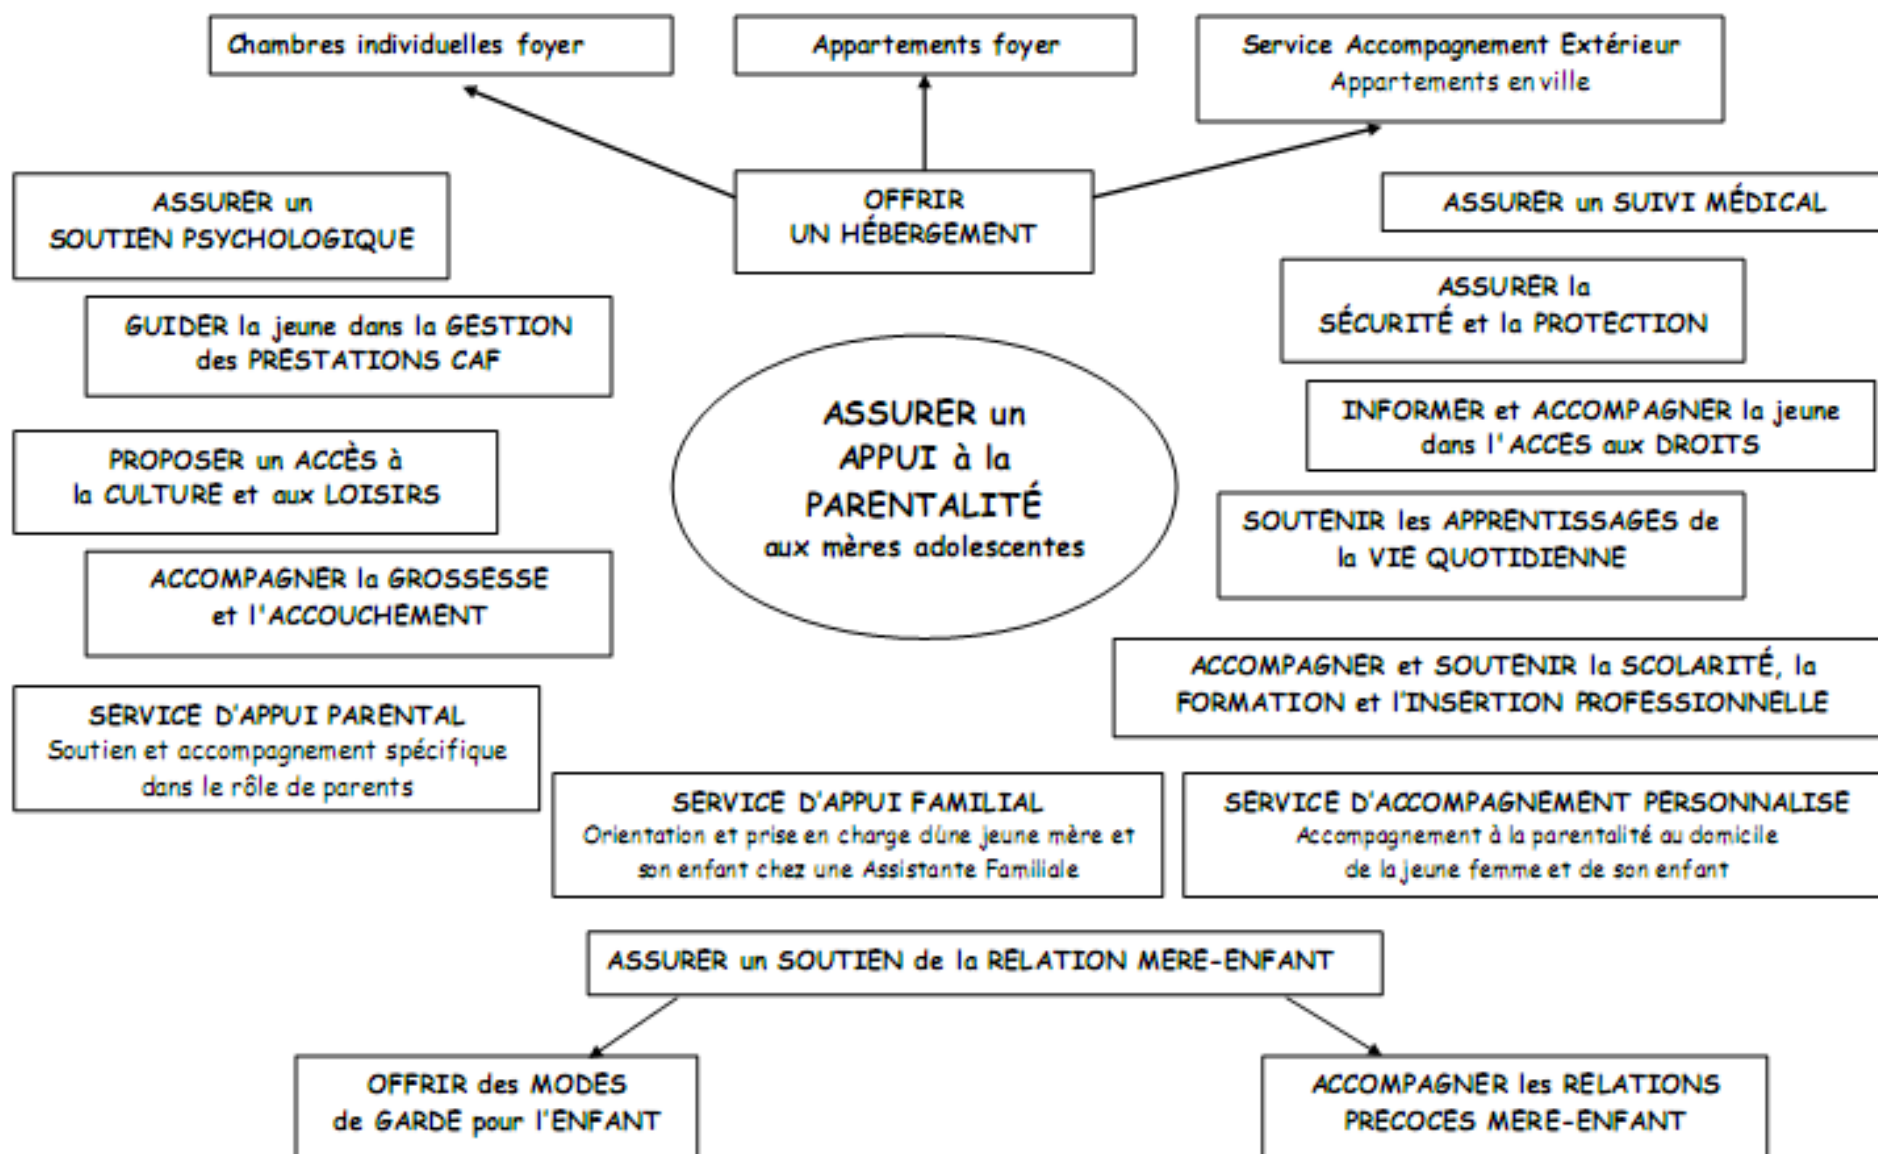 Chambres individuelles foyer
Appartements foyer
Service Accompagnement Extérieur
Appartements en ville
OFFRIR
UN HÉBERGEMENT
ASSURER un
SOUTIEN PSYCHOLOGIQUE
ASSURER un SUIVI MÉDICAL
GUIDER la jeune dans la GESTION
des PRESTATIONS CAF
ASSURER la
SÉCURITÉ et la PROTECTION
ASSURER un
APPUI à la
PARENTALITÉ
aux mères adolescentes
INFORMER et ACCOMPAGNER la jeune
dans l'ACCES aux DROITS
PROPOSER un ACCÈS à
la CULTURE et aux LOISIRS
SOUTENIR les APPRENTISSAGES de
la VIE QUOTIDIENNE
ACCOMPAGNER la GROSSESSE
et l'ACCOUCHEMENT
ACCOMPAGNER et SOUTENIR la SCOLARITÉ, la
FORMATION et l'INSERTION PROFESSIONNELLE
SERVICE D'APPUI PARENTAL
Soutien et accompagnement spécifique
dans le rôle de parents
SERVICE D'APPUI FAMILIAL
Orientation et prise en charge dùne jeune mère et
son enfant chez une Assistante Familiale
SERVICE D'ACCOMPAGNEMENT PERSONNALISE
Accompagnement à la parentalité au domicile
de la jeune femme et de son enfant
ASSURER un SOUTIEN de la RELATION MERE-ENFANT
OFFRIR des MODES
de GARDE pour l'ENFANT
ACCOMPAGNER les RELATIONS
PRECOCES MERE-ENFANT